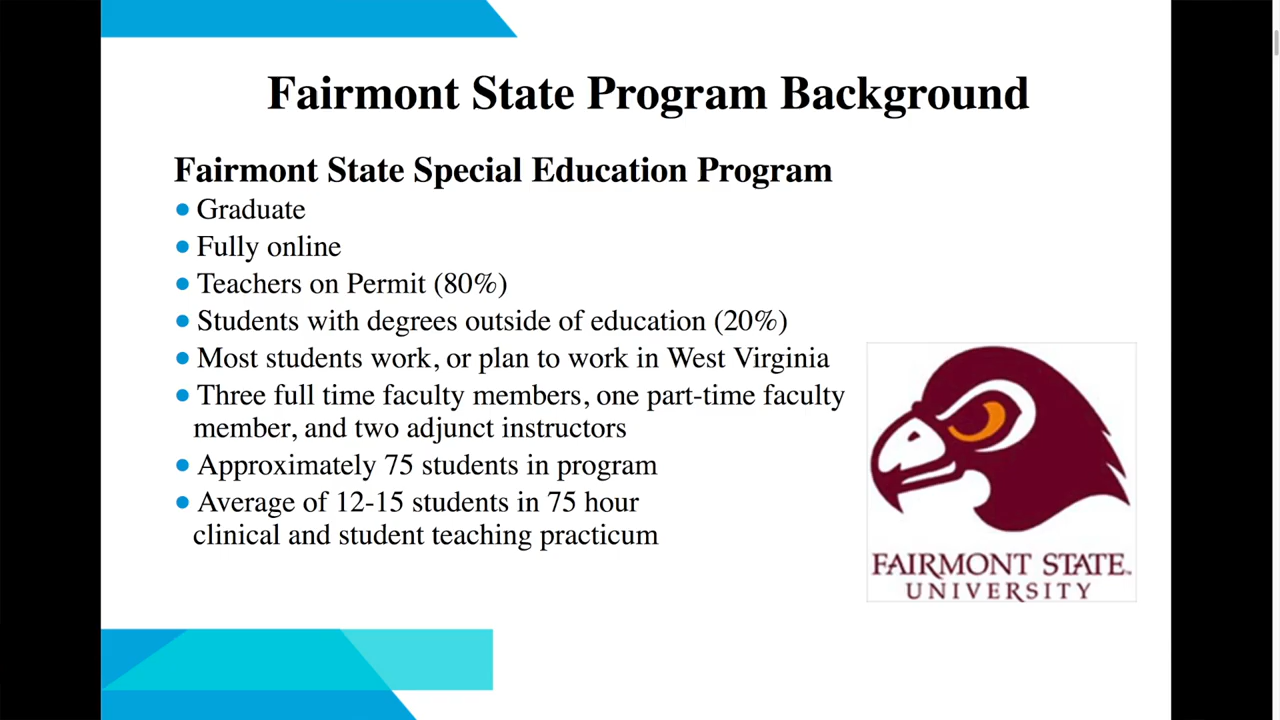 Fairmont State Program Background
Fairmont State Special Education Program
● Graduate
● Fully online
● Teachers on Permit (80%)
● Students with degrees outside of education (20%)
● Most students work, or plan to work in West Virginia
● Three full time faculty members, one part-time faculty
member, and two adjunct instructors
● Approximately 75 students in program
● Average of 12-15 students in 75 hour
clinical and student teaching practicum
FAIRMONT STATE™
UNIVERSITY